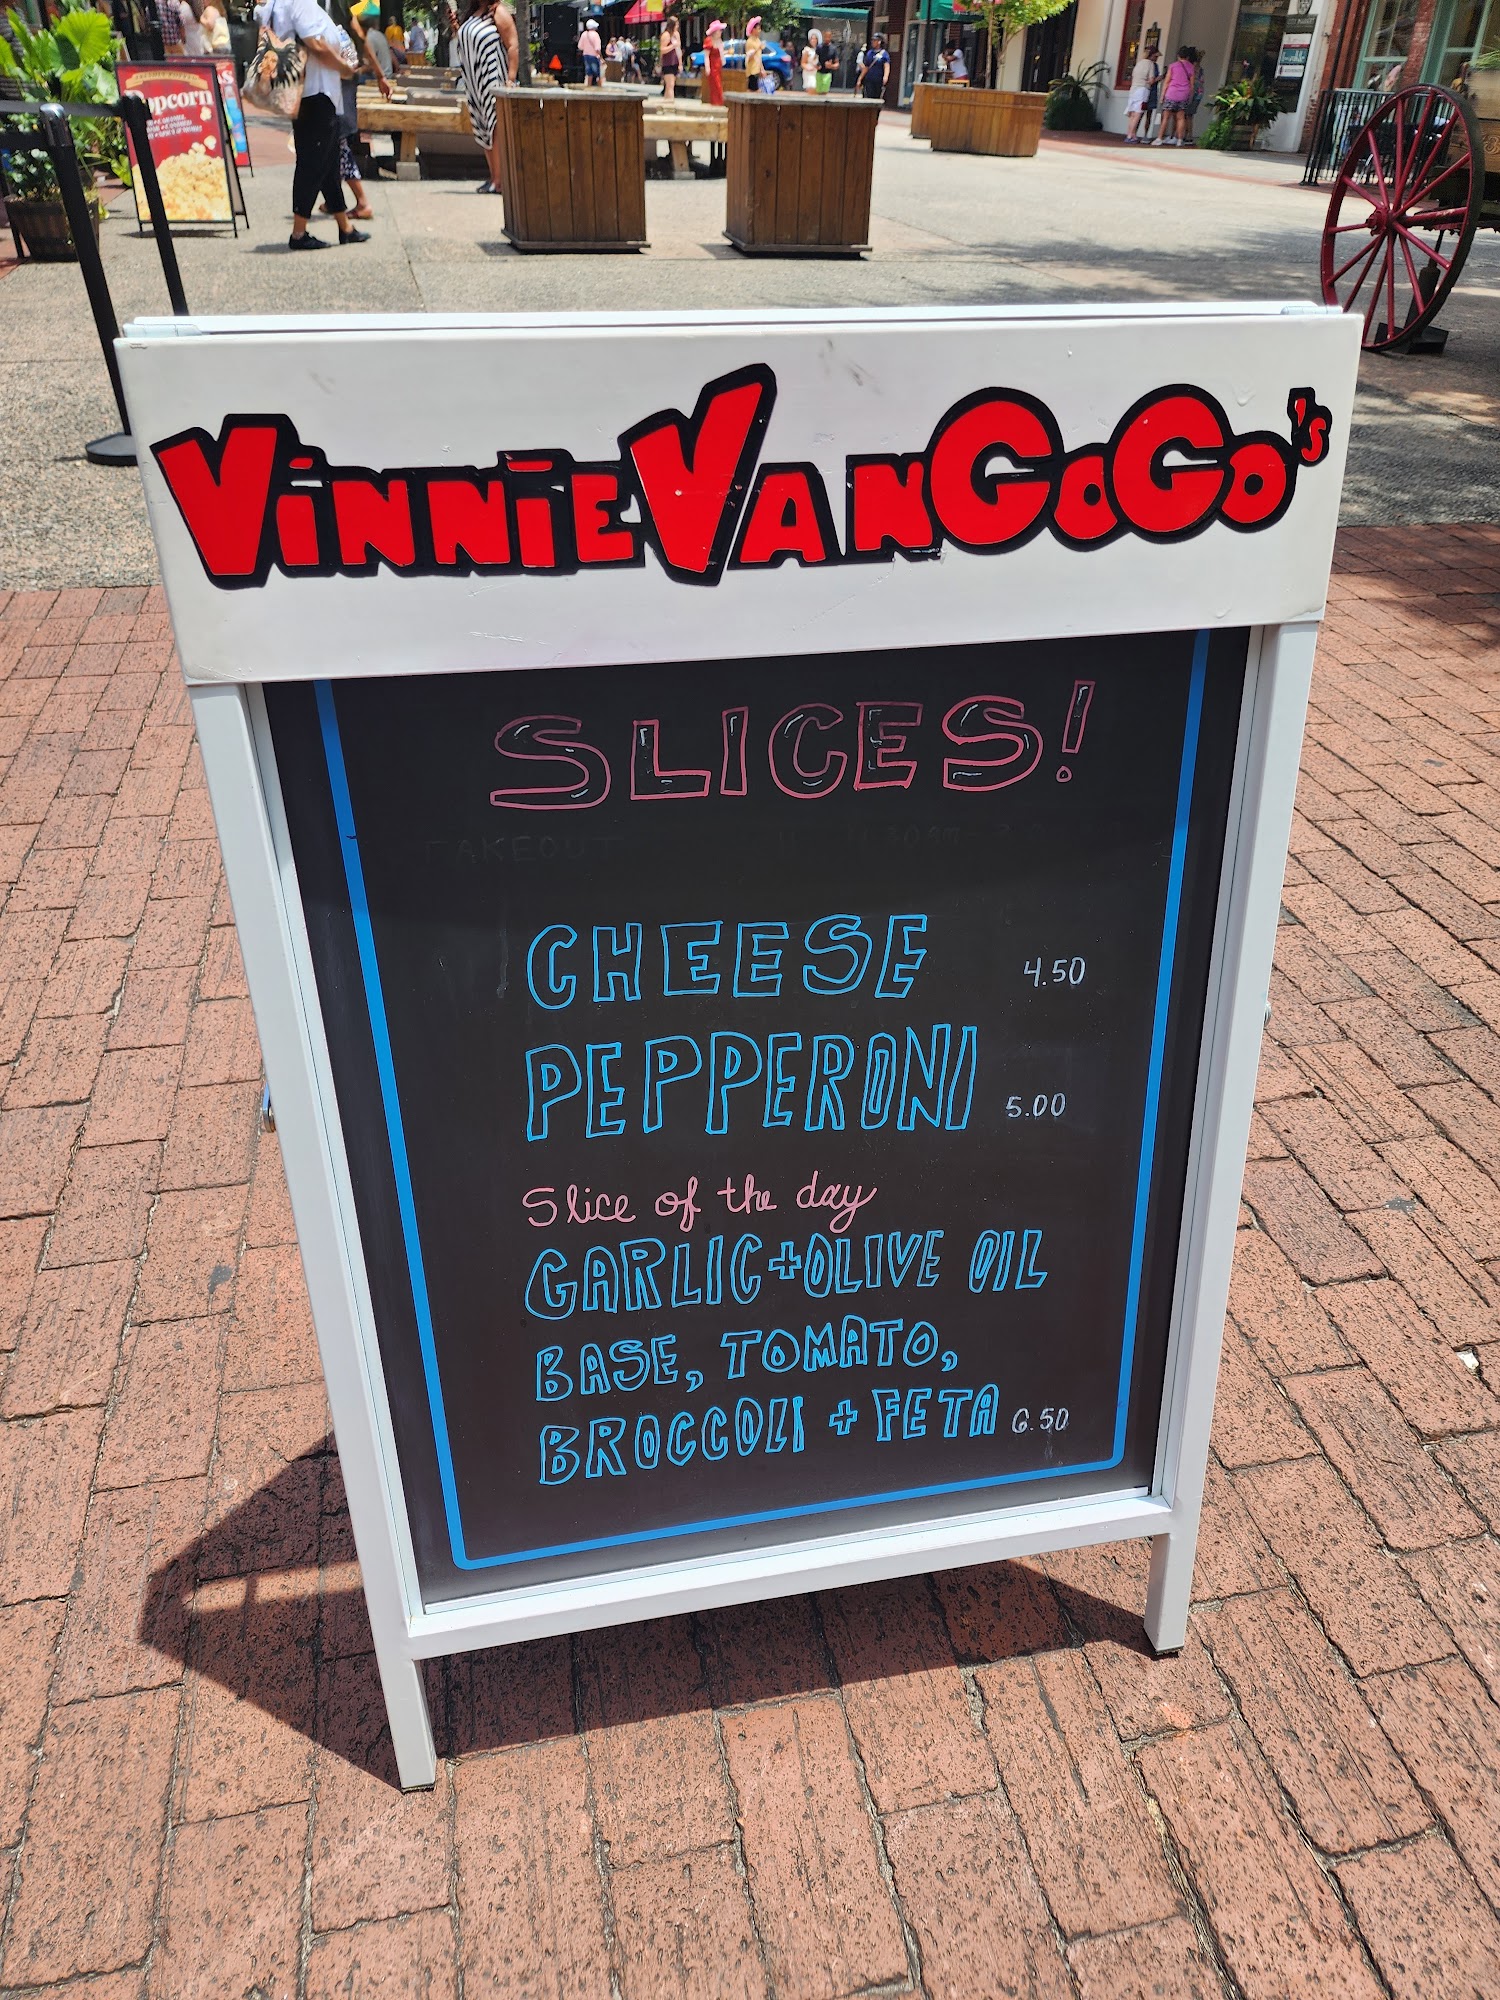 popcorn
VINNIE VAN GOGO's
SLICES!
TAKEOUT
CHEESE 4.50
PEPPERONI 5.00
Slice of the day
GARLIC + OLIVE OIL
BASE, TOMATO,
BROCCOLI + FETA 6.50